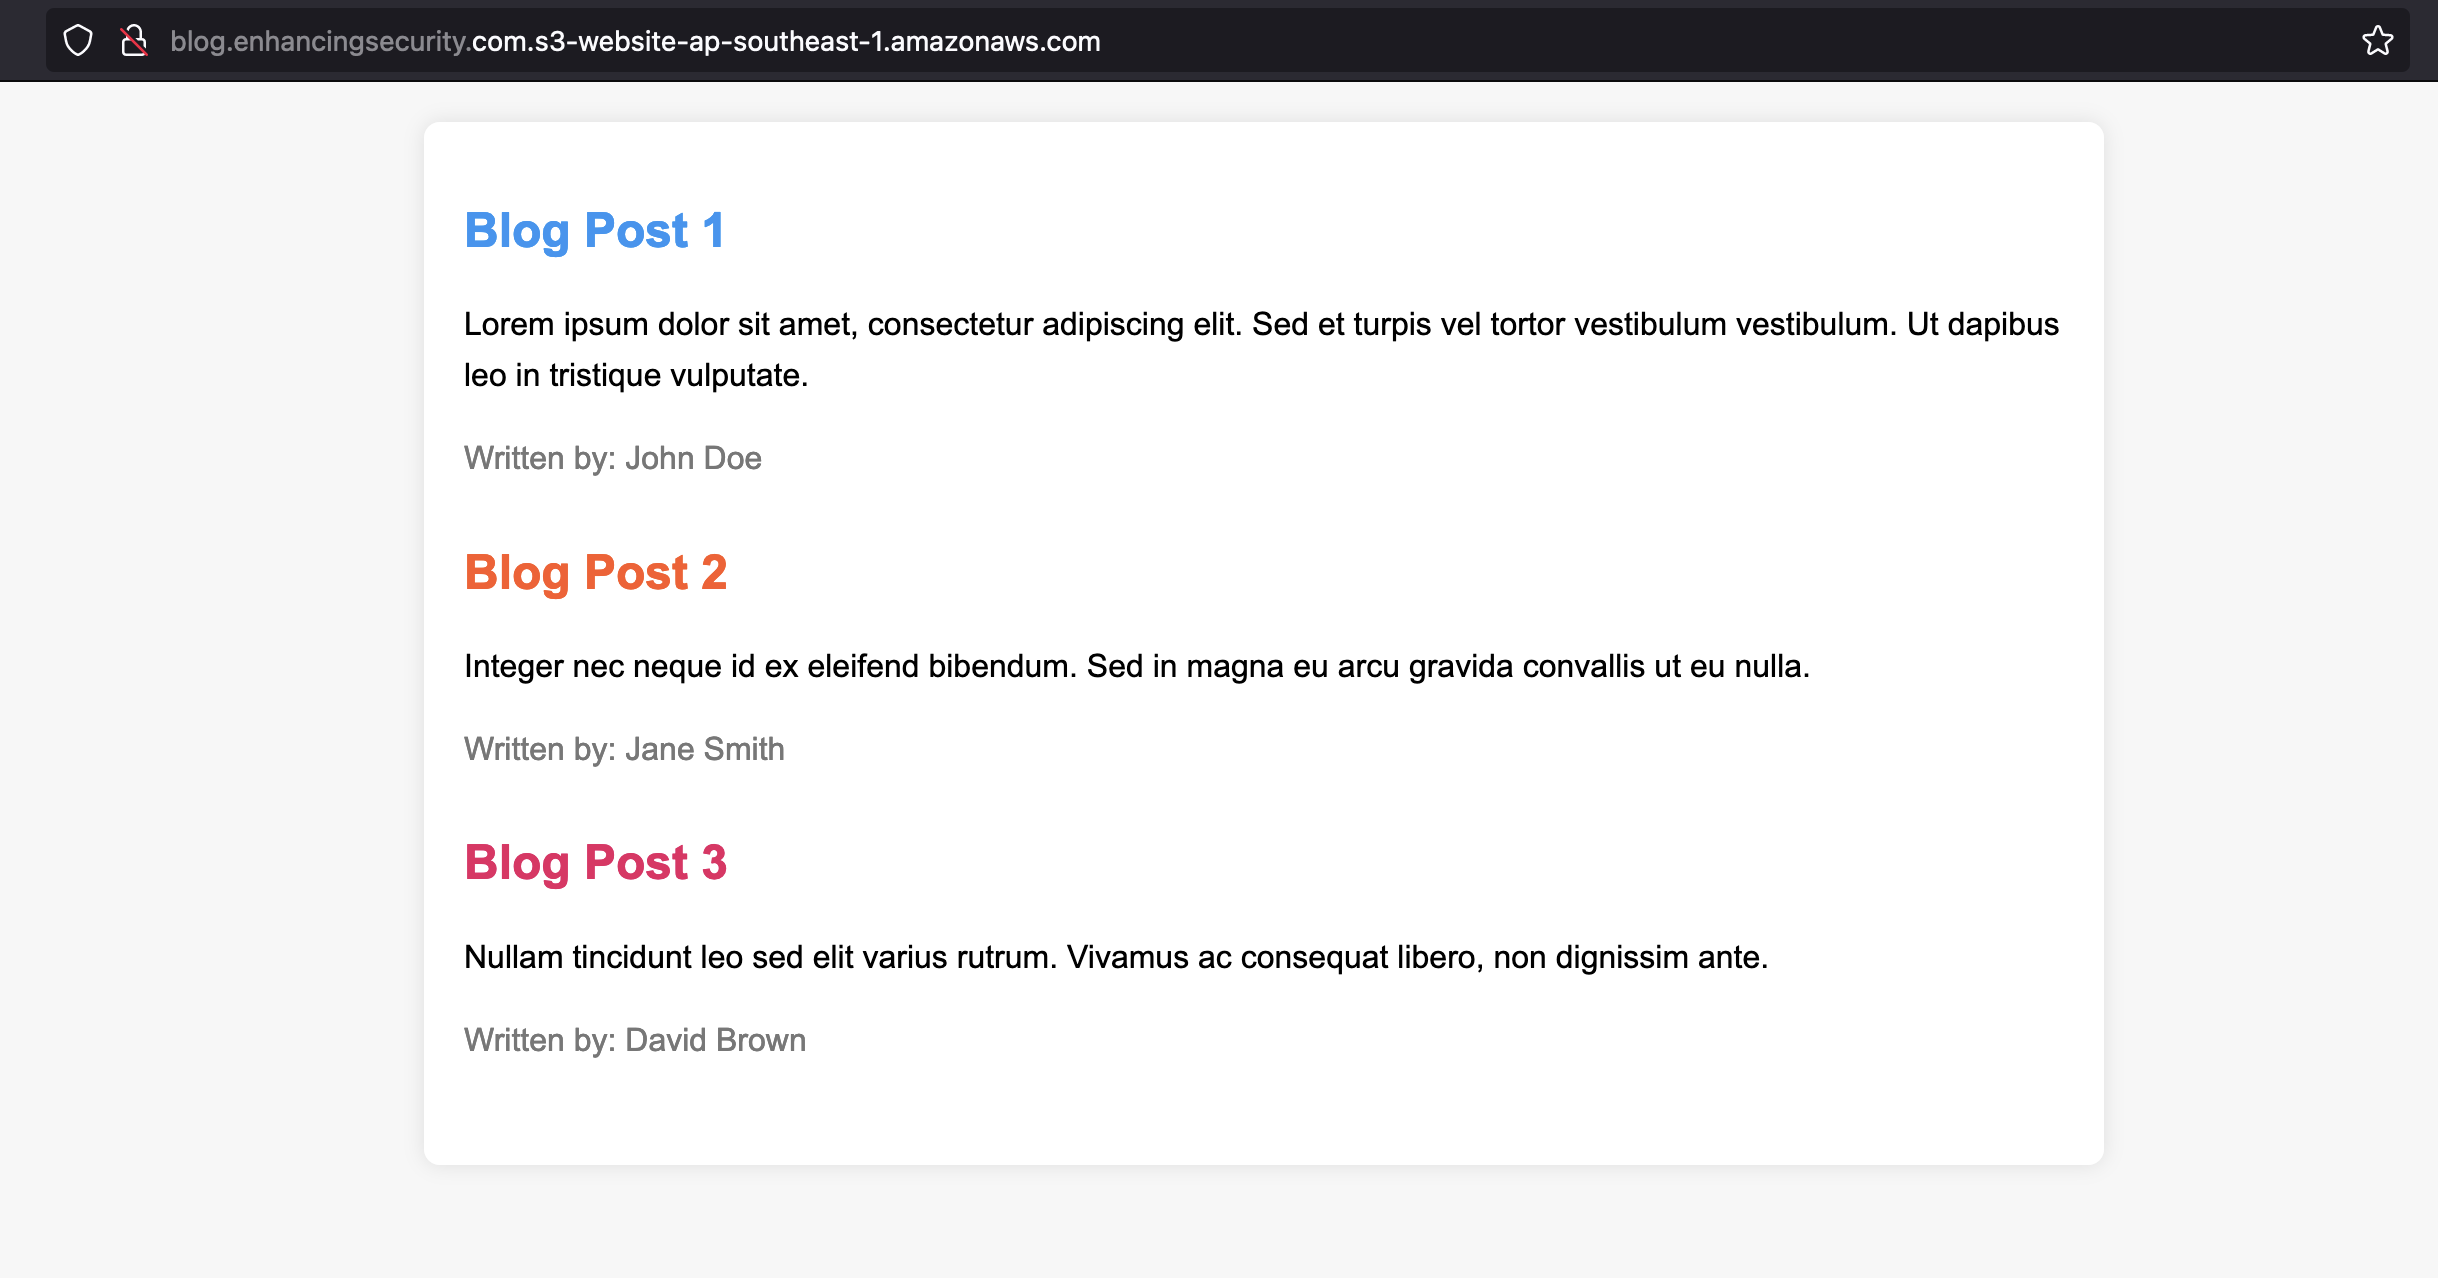 blog.enhancingsecurity.com.s3-website-ap-southeast-1.amazonaws.com
Blog Post 1
Lorem ipsum dolor sit amet, consectetur adipiscing elit. Sed et turpis vel tortor vestibulum vestibulum. Ut dapibus
leo in tristique vulputate.
Written by: John Doe
Blog Post 2
Integer nec neque id ex eleifend bibendum. Sed in magna eu arcu gravida convallis ut eu nulla.
Written by: Jane Smith
Blog Post 3
Nullam tincidunt leo sed elit varius rutrum. Vivamus ac consequat libero, non dignissim ante.
Written by: David Brown